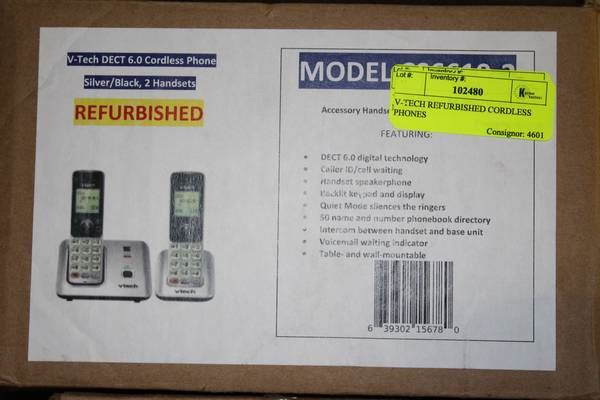 V-Tech DECT 6.0 Cordless Phone
Silver/Black, 2 Handsets
REFURBISHED
vtech
vtech
MODEL
Lot #: Inventory #:
102480
V-TECH REFURBISHED CORDLESS
PHONES
Consignor: 4601
Accessory Handse
FEATURING:
DECT 6.0 digital technology
Caller ID/call waiting
Handset speakerphone
Backlit keypad and display
Quiet Mode silences the ringers
50 name and number phonebook directory
Intercom between handset and base unit
Voicemail waiting indicator
Table- and wall-mountable
6 39302 15678 0